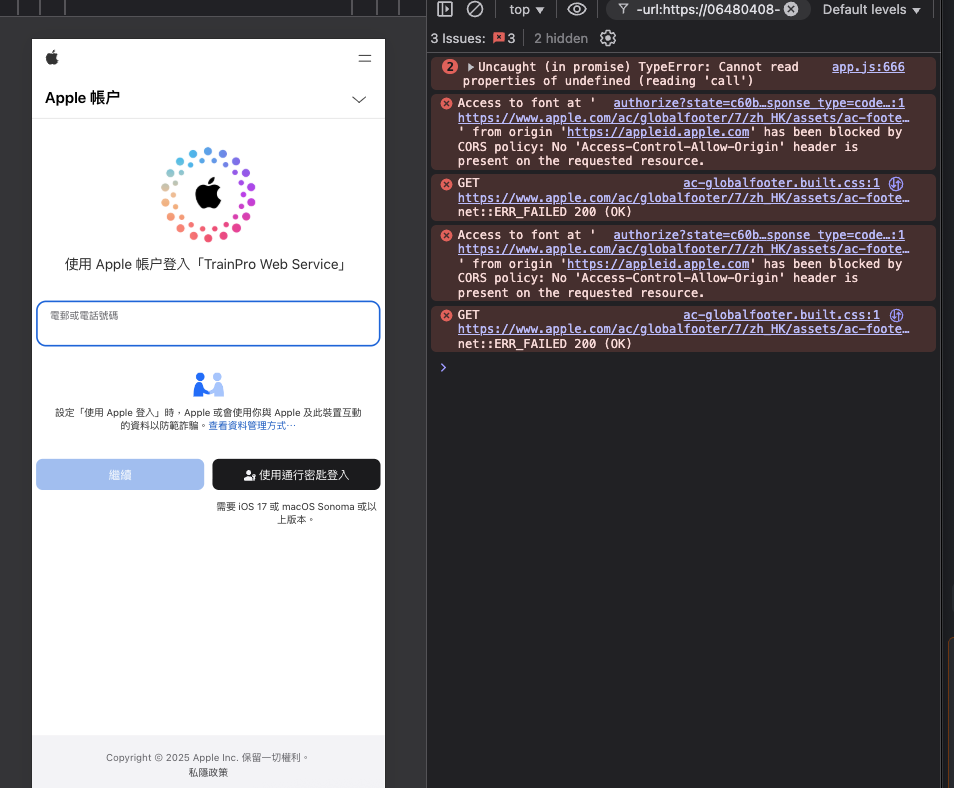 top ▼
-url:https://06480408-
Default levels ▼
3 Issues: 3
2 hidden
Apple 帳戶
使用 Apple 帳戶登入「TrainPro Web Service」
電郵或電話號碼
設定「使用 Apple 登入」時，Apple 或會使用你與 Apple 及此裝置互動
的資料以防範詐騙。查看資料管理方式…
繼續
使用通行密匙登入
需要 iOS 17 或 macOS Sonoma 或以
上版本。
Copyright © 2025 Apple Inc. 保留一切權利。
私隱政策
2 ▶Uncaught (in promise) TypeError: Cannot read app.js:666
properties of undefined (reading 'call')
Access to font at ' authorize?state=c60b…sponse_type=code…:1
https://www.apple.com/ac/globalfooter/7/zh_HK/assets/ac-foote…
' from origin 'https://appleid.apple.com' has been blocked by
CORS policy: No 'Access-Control-Allow-Origin' header is
present on the requested resource.
GET ac-globalfooter.built.css:1
https://www.apple.com/ac/globalfooter/7/zh_HK/assets/ac-foote…
net::ERR_FAILED 200 (OK)
Access to font at ' authorize?state=c60b…sponse_type=code…:1
https://www.apple.com/ac/globalfooter/7/zh_HK/assets/ac-foote…
' from origin 'https://appleid.apple.com' has been blocked by
CORS policy: No 'Access-Control-Allow-Origin' header is
present on the requested resource.
GET ac-globalfooter.built.css:1
https://www.apple.com/ac/globalfooter/7/zh_HK/assets/ac-foote…
net::ERR_FAILED 200 (OK)